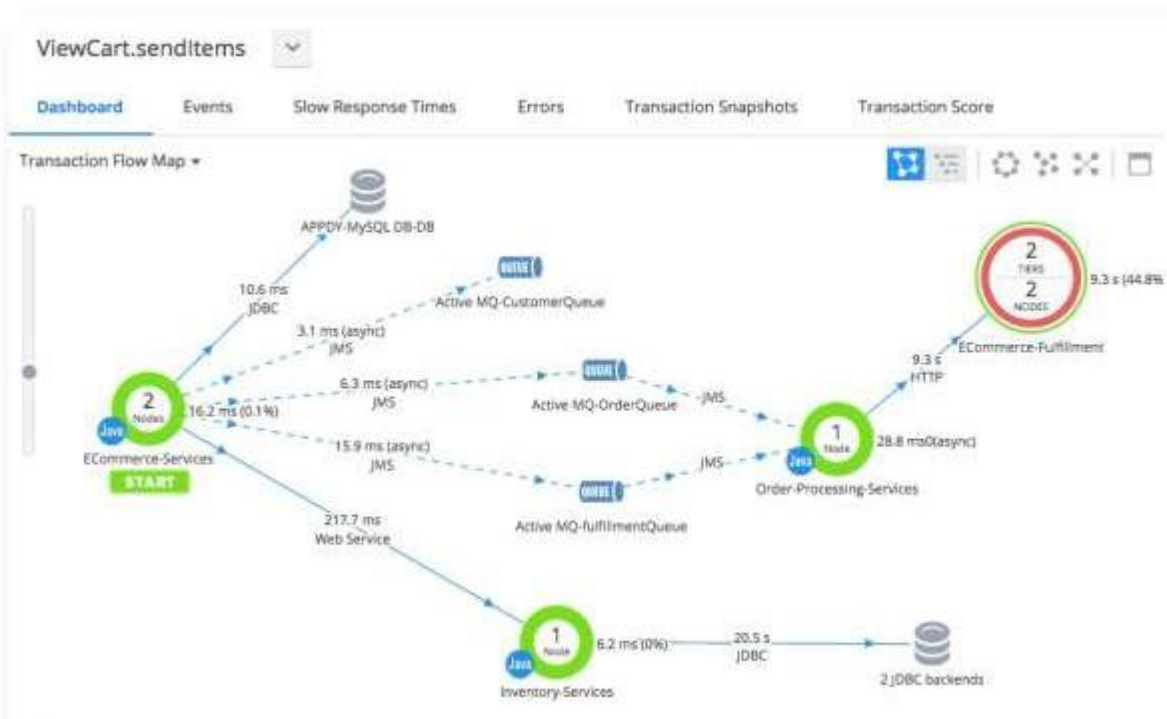 ViewCart.sendItems
Dashboard Events Slow Response Times Errors Transaction Snapshots Transaction Score
Transaction Flow Map
APPDY-MySQL DB-DB
10.6 ms
JDBC
QUEUE
Active MQ-CustomerQueue
3.1 ms (async)
JMS
2
TIERS
2
NODES
9.3 s (44.8%
ECommerce-Fulfillment
9.3 s
HTTP
6.3 ms (async)
JMS
QUEUE
Active MQ-OrderQueue
JMS
2
Nodes
16.2 ms (0.1%)
Java
ECommerce-Services
START
15.9 ms (async)
JMS
QUEUE
Active MQ-fulfillmentQueue
JMS
1
Node
28.8 ms0(async)
Java
Order-Processing-Services
217.7 ms
Web Service
1
Node
6.2 ms (0%)
Java
Inventory-Services
20.5 s
JDBC
2 JDBC backends